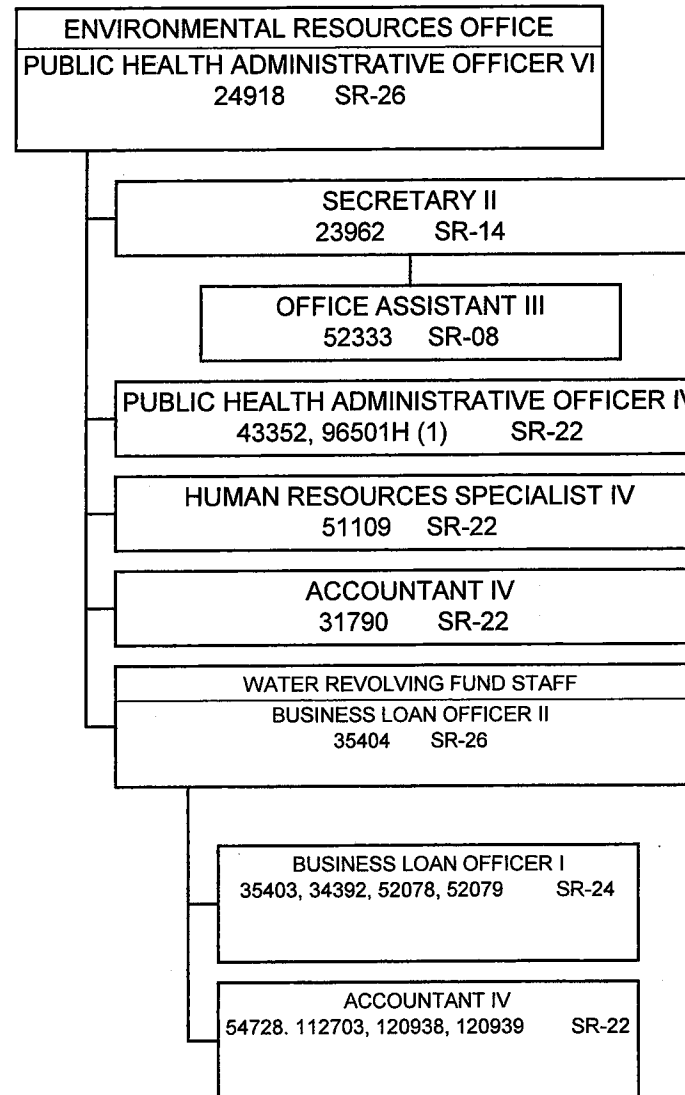 ENVIRONMENTAL RESOURCES OFFICE
PUBLIC HEALTH ADMINISTRATIVE OFFICER VI
24918 SR-26
SECRETARY II
23962 SR-14
OFFICE ASSISTANT III
52333 SR-08
PUBLIC HEALTH ADMINISTRATIVE OFFICER IV
43352, 96501H (1) SR-22
HUMAN RESOURCES SPECIALIST IV
51109 SR-22
ACCOUNTANT IV
31790 SR-22
WATER REVOLVING FUND STAFF
BUSINESS LOAN OFFICER II
35404 SR-26
BUSINESS LOAN OFFICER I
35403, 34392, 52078, 52079 SR-24
ACCOUNTANT IV
54728. 112703, 120938, 120939 SR-22